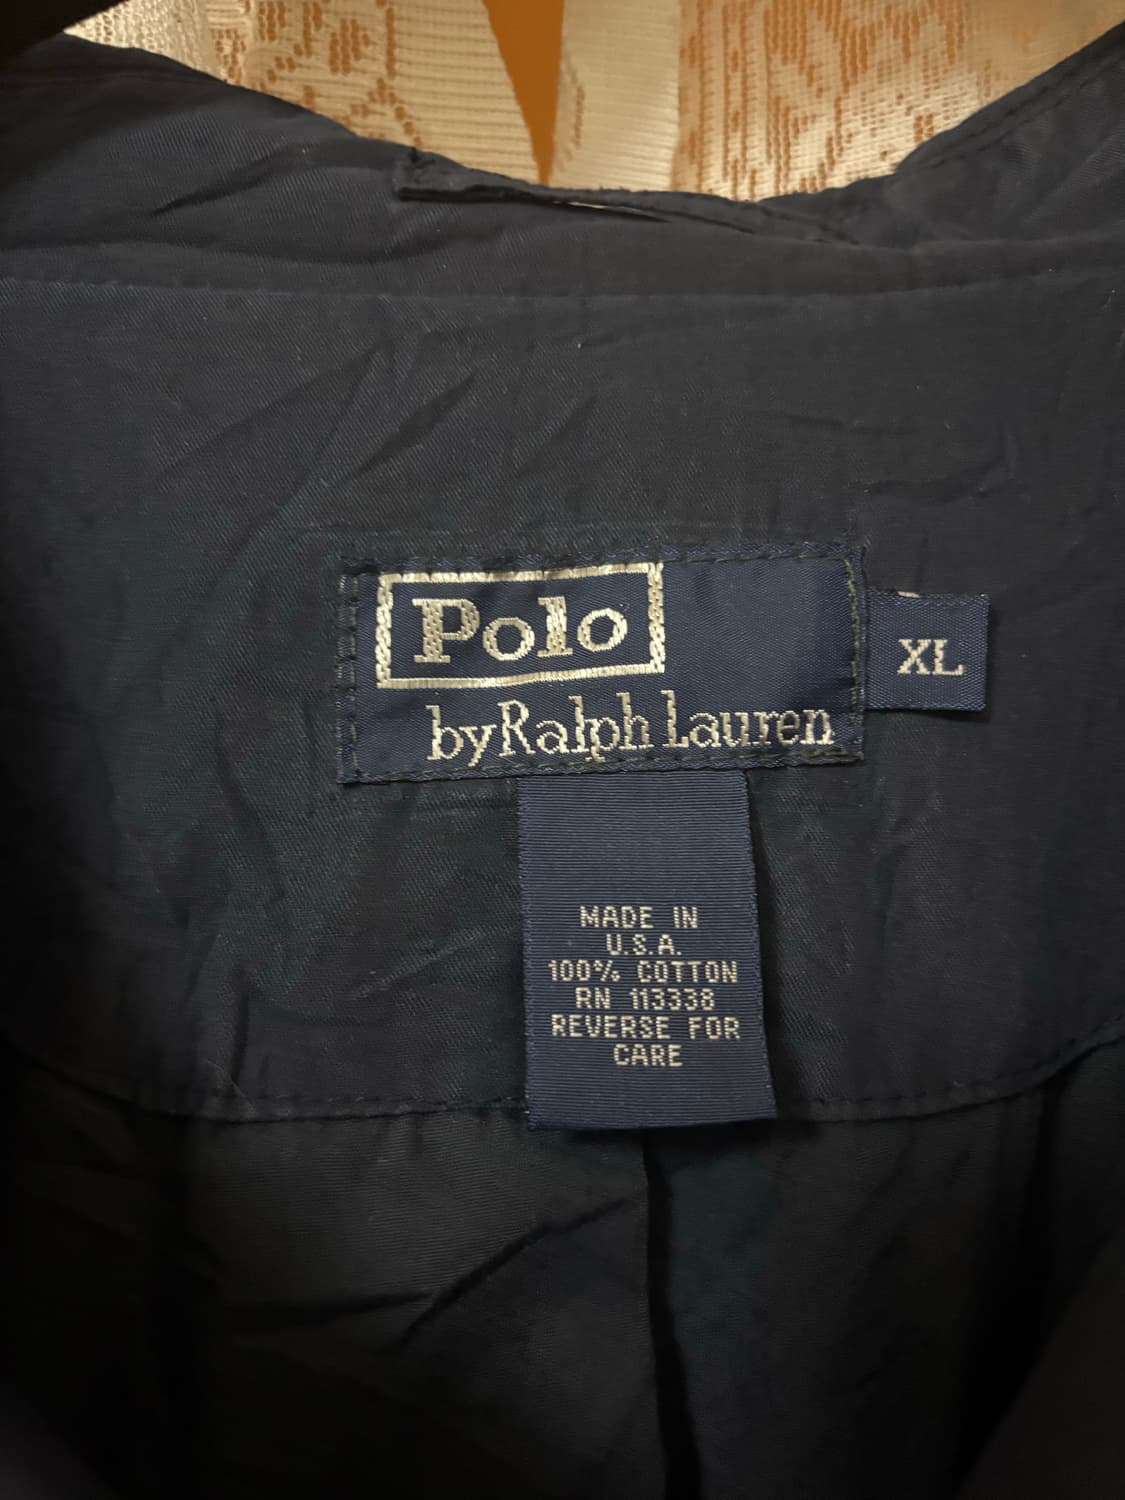 Polo
by Ralph Lauren
XL
MADE IN
U.S.A.
100% COTTON
RN 113338
REVERSE FOR
CARE